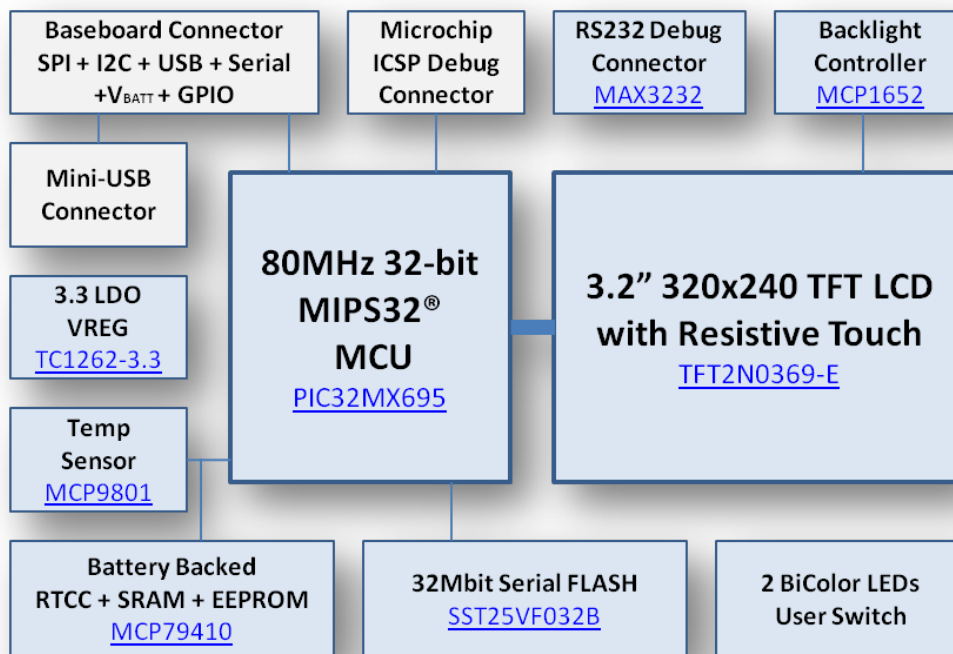 Baseboard Connector
SPI + I2C + USB + Serial
+VBATT + GPIO
Microchip
ICSP Debug
Connector
RS232 Debug
Connector
MAX3232
Backlight
Controller
MCP1652
Mini-USB
Connector
80MHz 32-bit
MIPS32®
MCU
PIC32MX695
3.2” 320x240 TFT LCD
with Resistive Touch
TFT2N0369-E
3.3 LDO
VREG
TC1262-3.3
Temp
Sensor
MCP9801
Battery Backed
RTCC + SRAM + EEPROM
MCP79410
32Mbit Serial FLASH
SST25VF032B
2 BiColor LEDs
User Switch